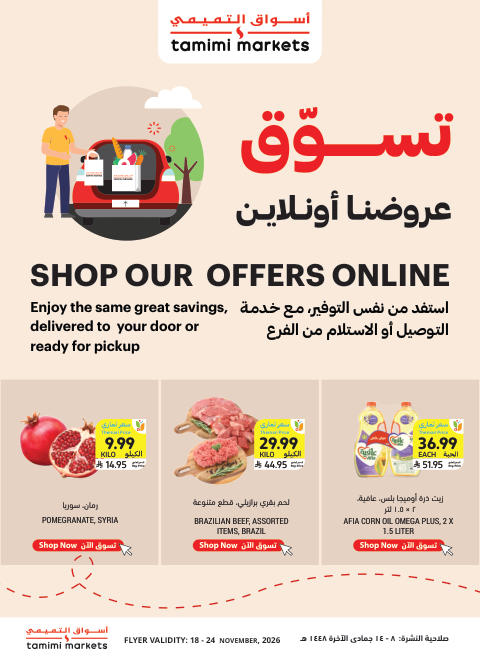 أسواق التميمي
tamimi markets
تسوّق
عروضنا أونلاين
SHOP OUR OFFERS ONLINE
Enjoy the same great savings,
delivered to your door or
ready for pickup
استفد من نفس التوفير، مع خدمة
التوصيل أو الاستلام من الفرع
9.99
KILO الكيلو
14.95
رمان، سوريا
POMEGRANATE, SYRIA
Shop Now تسوق الآن
29.99
KILO الكيلو
44.95
لحم بقري برازيلي، قطع متنوعة
BRAZILIAN BEEF, ASSORTED
ITEMS, BRAZIL
Shop Now تسوق الآن
36.99
EACH الحبة
51.95
زيت ذرة أوميجا بلس، عافية،
٢ × ١.٥ لتر
AFIA CORN OIL OMEGA PLUS, 2 X
1.5 LITER
Shop Now تسوق الآن
أسواق التميمي
tamimi markets
FLYER VALIDITY: 18 - 24 NOVEMBER, 2026
صلاحية النشرة: ٨ - ١٤ جمادى الآخرة ١٤٤٨ هـ